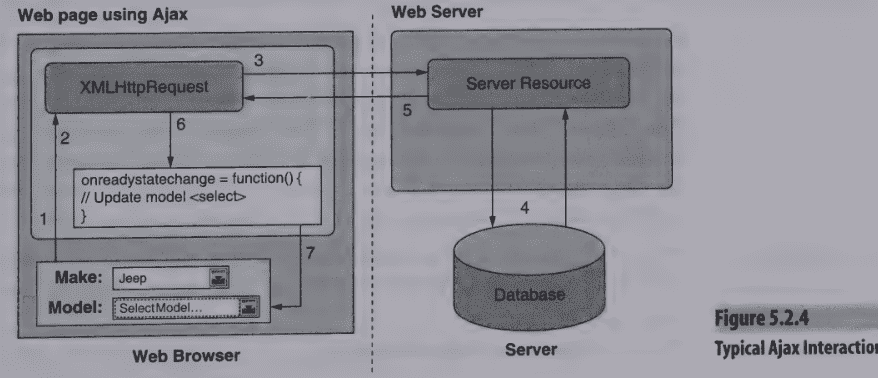 Web page using Ajax
Web Server
XMLHttpRequest
3
Server Resource
5
2
6
onreadystatechange = function() {
// Update model <select>
}
4
1
7
Make: Jeep
Model: SelectModel...
Database
Web Browser
Server
Figure 5.2.4
Typical Ajax Interaction